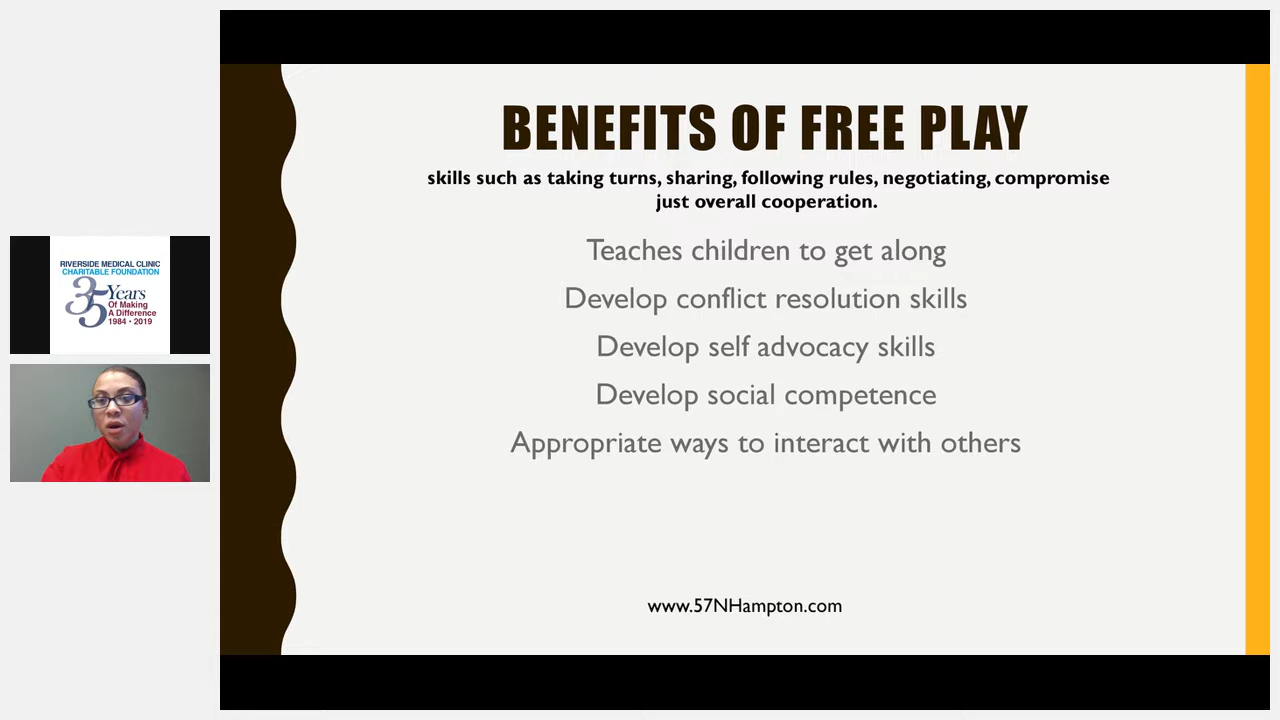 BENEFITS OF FREE PLAY
skills such as taking turns, sharing, following rules, negotiating, compromise
just overall cooperation.
Teaches children to get along
Develop conflict resolution skills
Develop self advocacy skills
Develop social competence
Appropriate ways to interact with others
www.57NHampton.com
RIVERSIDE MEDICAL CLINIC
CHARITABLE FOUNDATION
35 Years
Of Making
A Difference
1984 • 2019